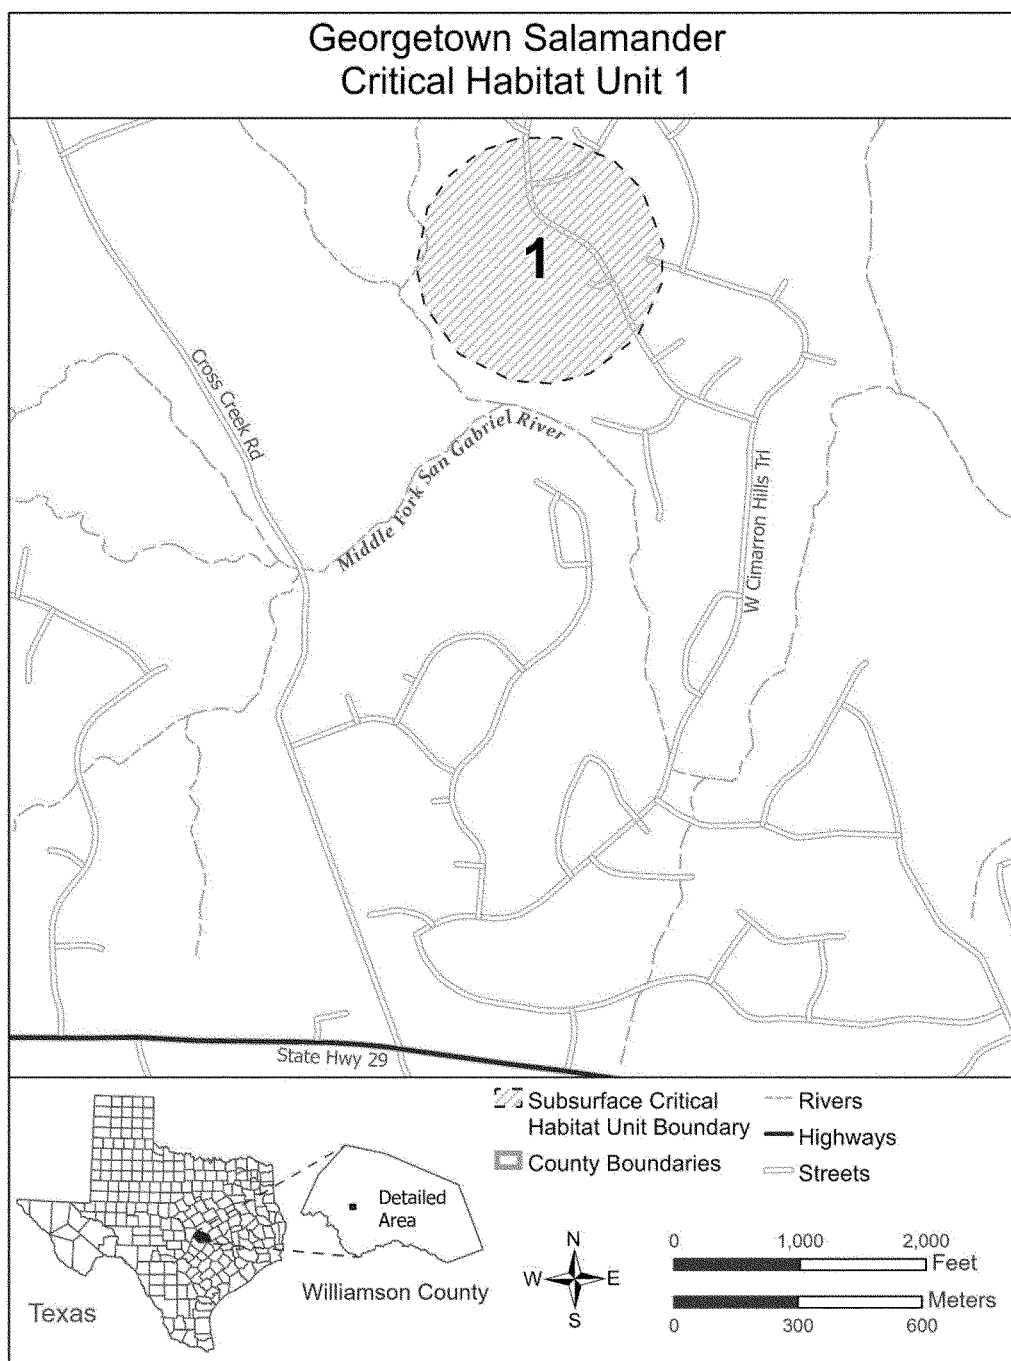 Georgetown Salamander
Critical Habitat Unit 1
1
Cross Creek Rd
Middle Fork San Gabriel River
W Cimarron Hills Trl
State Hwy 29
Subsurface Critical
Habitat Unit Boundary
County Boundaries
Rivers
Highways
Streets
Detailed
Area
Williamson County
Texas
N
W E
S
0 1,000 2,000
Feet
Meters
0 300 600